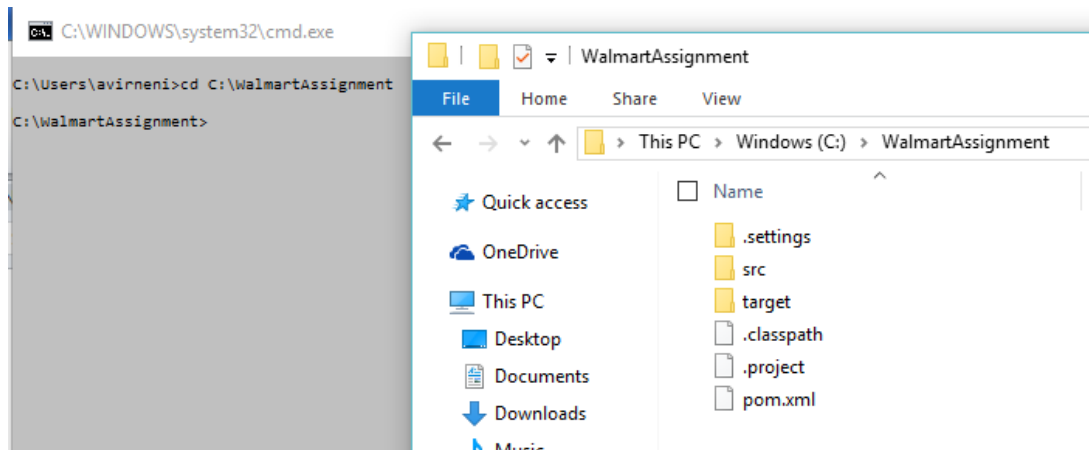 C:\WINDOWS\system32\cmd.exe
C:\Users\avirneni>cd C:\WalmartAssignment
C:\WalmartAssignment>
WalmartAssignment
File Home Share View
This PC > Windows (C:) > WalmartAssignment
Quick access
OneDrive
This PC
Desktop
Documents
Downloads
Music
Name
.settings
src
target
.classpath
.project
pom.xml